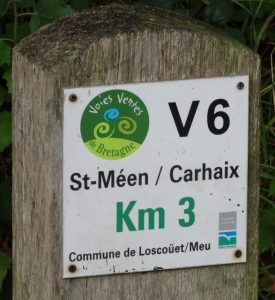 Voies Vertes
de Bretagne
V6
St-Méen / Carhaix
Km 3
Commune de Loscoüet/Meu